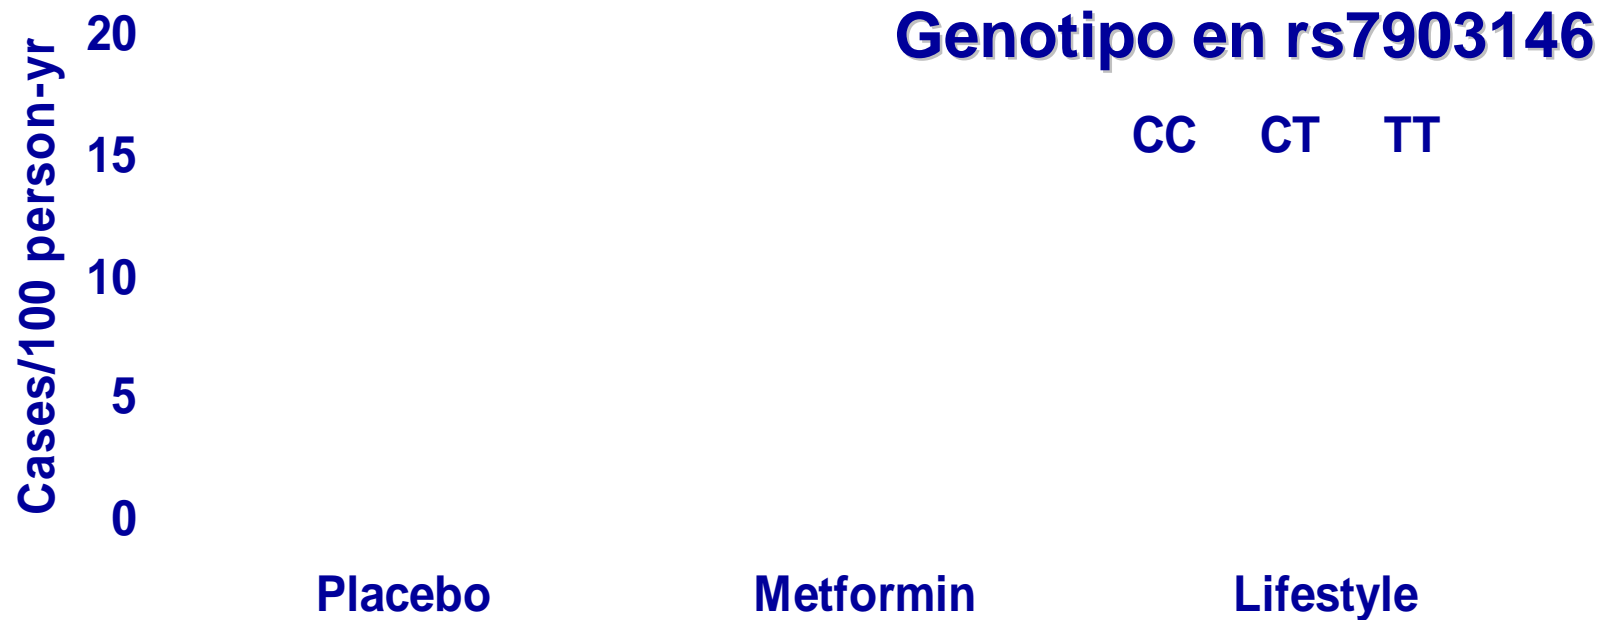 Genotipo en rs7903146
CC CT TT
Cases/100 person-yr
20
15
10
5
0
Placebo Metformin Lifestyle